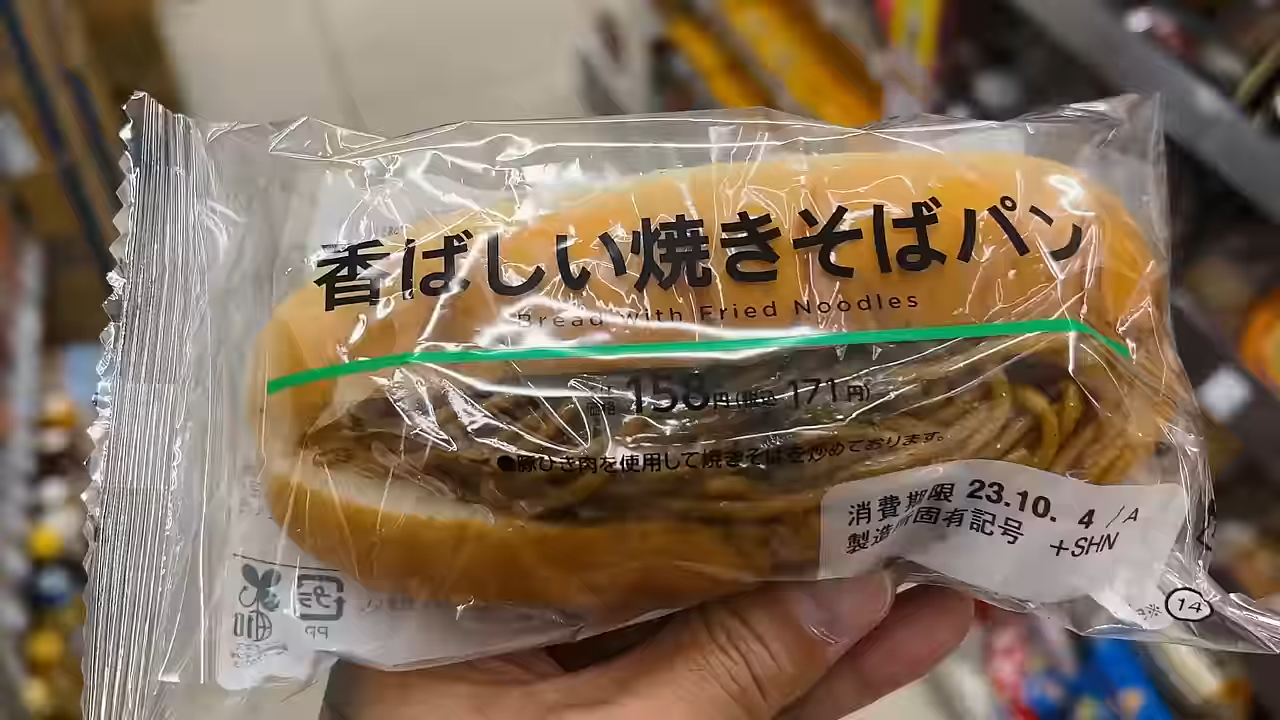 香ばしい焼きそばパン
Bread with Fried Noodles
価格 158円(税込 171円)
●豚ひき肉を使用して焼きそばを炒めております。
消費期限 23.10. 4 /A
製造所固有記号 +SHN
14
PP